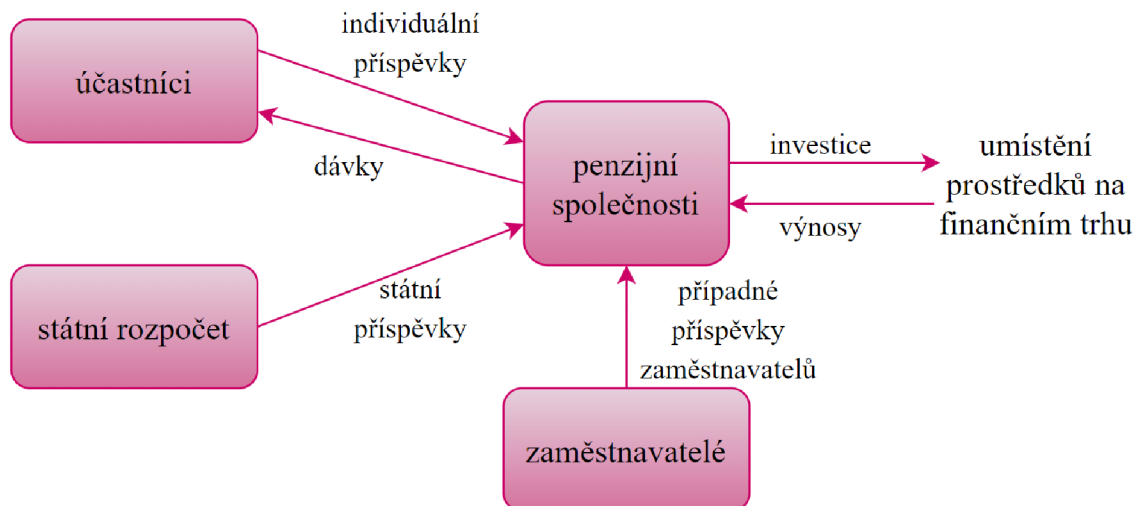 individuální
příspěvky
účastníci
dávky
penzijní
společnosti
investice
výnosy
umístění
prostředků na
finančním trhu
státní rozpočet
státní
příspěvky
případné
příspěvky
zaměstnavatelů
zaměstnavatelé